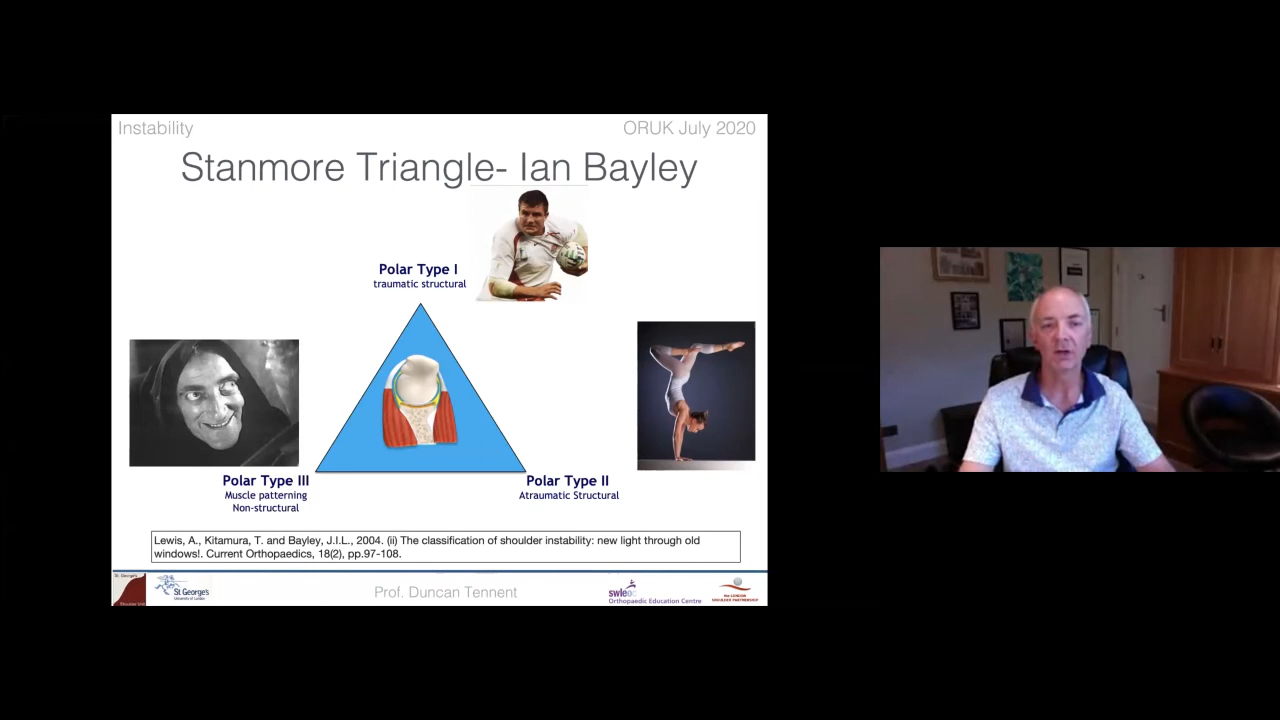 Instability
ORUK July 2020
Stanmore Triangle- Ian Bayley
Polar Type I
traumatic structural
Polar Type III
Muscle patterning
Non-structural
Polar Type II
Atraumatic Structural
Lewis, A., Kitamura, T. and Bayley, J.I.L., 2004. (ii) The classification of shoulder instability: new light through old
windows!. Current Orthopaedics, 18(2), pp.97-108.
St George's
St George's
University of London
Prof. Duncan Tennent
Orthopaedic Education Centre